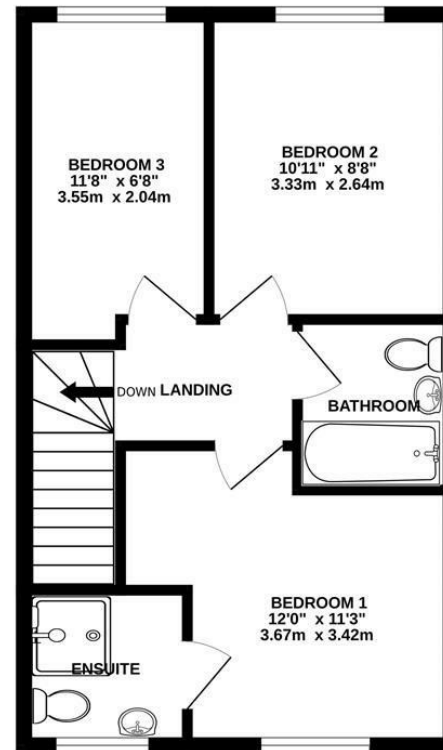 BEDROOM 3
11'8" x 6'8"
3.55m x 2.04m
BEDROOM 2
10'11" x 8'8"
3.33m x 2.64m
DOWN LANDING
BATHROOM
BEDROOM 1
12'0" x 11'3"
3.67m x 3.42m
ENSUITE